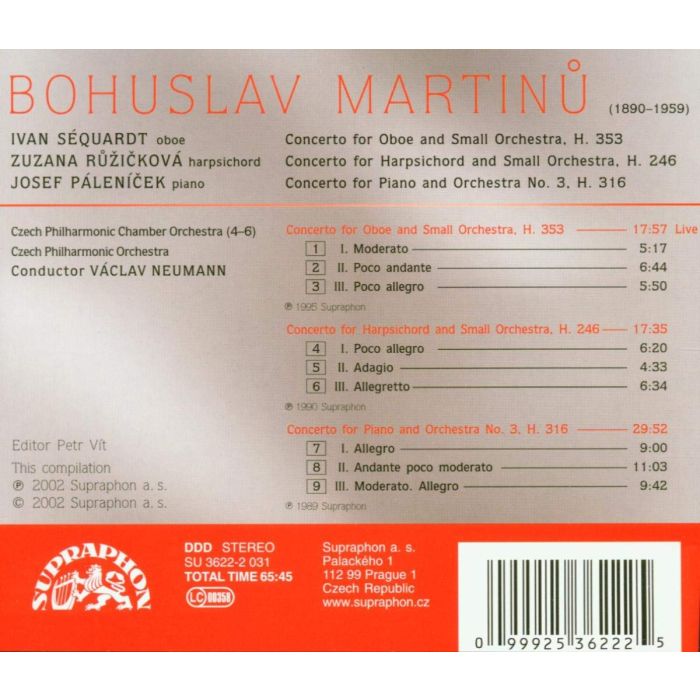 BOHUSLAV MARTINŮ (1890–1959)
IVAN SÉQUARDT oboe Concerto for Oboe and Small Orchestra, H. 353
ZUZANA RŮŽIČKOVÁ harpsichord Concerto for Harpsichord and Small Orchestra, H. 246
JOSEF PÁLENÍČEK piano Concerto for Piano and Orchestra No. 3, H. 316
Czech Philharmonic Chamber Orchestra (4–6)
Czech Philharmonic Orchestra
Conductor VÁCLAV NEUMANN
Concerto for Oboe and Small Orchestra, H. 353 17:57 Live
1 I. Moderato 5:17
2 II. Poco andante 6:44
3 III. Poco allegro 5:50
℗ 1995 Supraphon
Concerto for Harpsichord and Small Orchestra, H. 246 17:35
4 I. Poco allegro 6:20
5 II. Adagio 4:33
6 III. Allegretto 6:34
℗ 1990 Supraphon
Concerto for Piano and Orchestra No. 3, H. 316 29:52
7 I. Allegro 9:00
8 II. Andante poco moderato 11:03
9 III. Moderato. Allegro 9:42
℗ 1989 Supraphon
Editor Petr Vít
This compilation
℗ 2002 Supraphon a. s.
© 2002 Supraphon a. s.
SUPRAPHON
DDD STEREO
SU 3622-2 031
TOTAL TIME 65:45
LC 00358
Supraphon a. s.
Palackého 1
112 99 Prague 1
Czech Republic
www.supraphon.cz
0 99925 36222 5